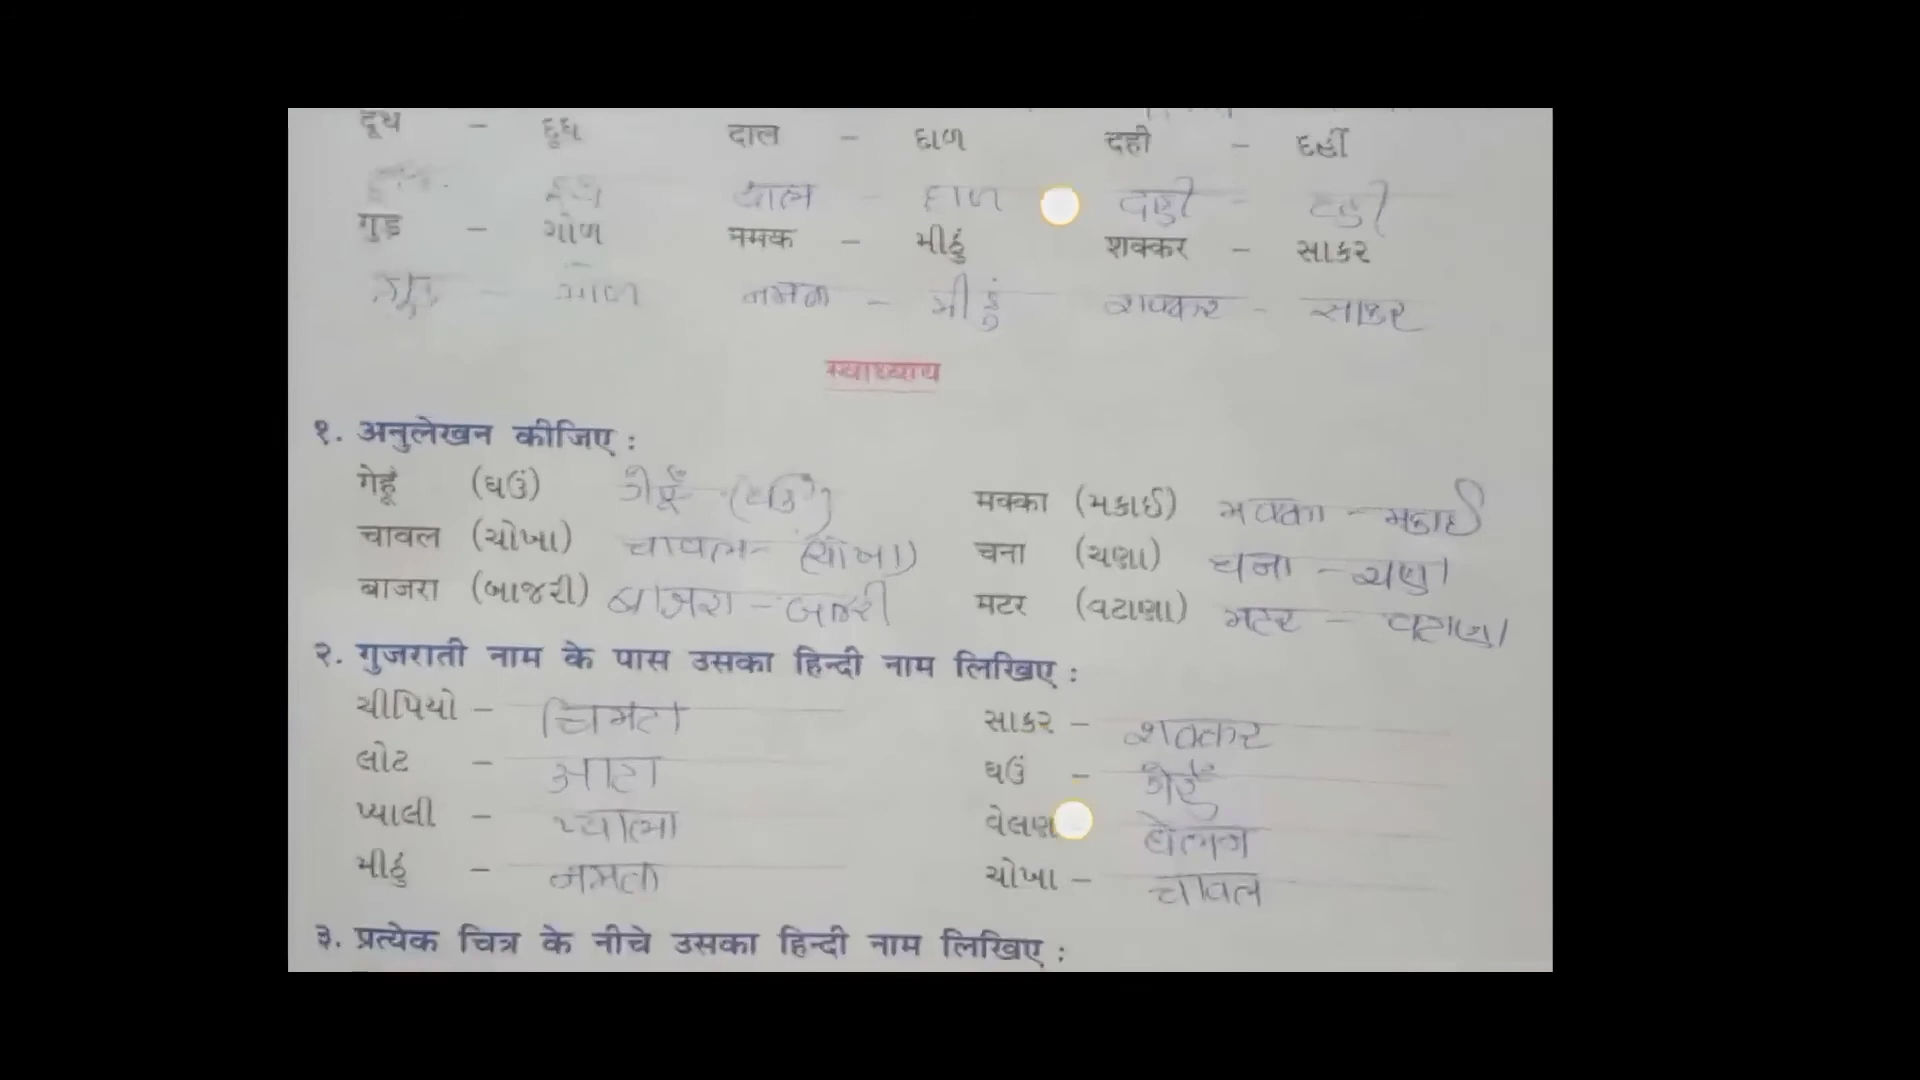 दूध - દૂધ दाल - દાળ दही - દહીં
दाल - દાળ दही - દહીં
गुड़ - ગોળ नमक - મીઠું शक्कर - સાકર
गुड़ - ગોળ नमक - મીઠું शक्कर - સાકર
स्वाध्याय
१. अनुलेखन कीजिए :
गेहूं (ઘઉં) गेहूँ - (ઘઉં) मक्का (મકાઈ) मक्का - મકાઈ
चावल (ચોખા) चावल - (ચોખા) चना (ચણા) चना - ચણા
बाजरा (બાજરી) बाजरा - બાજરી मटर (વટાણા) मटर - વટાણા
२. गुजराती नाम के पास उसका हिन्दी नाम लिखिए :
ચીપિયો - चिमटा સાકર - शक्कर
લોટ - आटा ઘઉં - गेहूँ
પ્યાલી - प्याला વેલણ बेलन
મીઠું - नमक ચોખા - चावल
३. प्रत्येक चित्र के नीचे उसका हिन्दी नाम लिखिए :